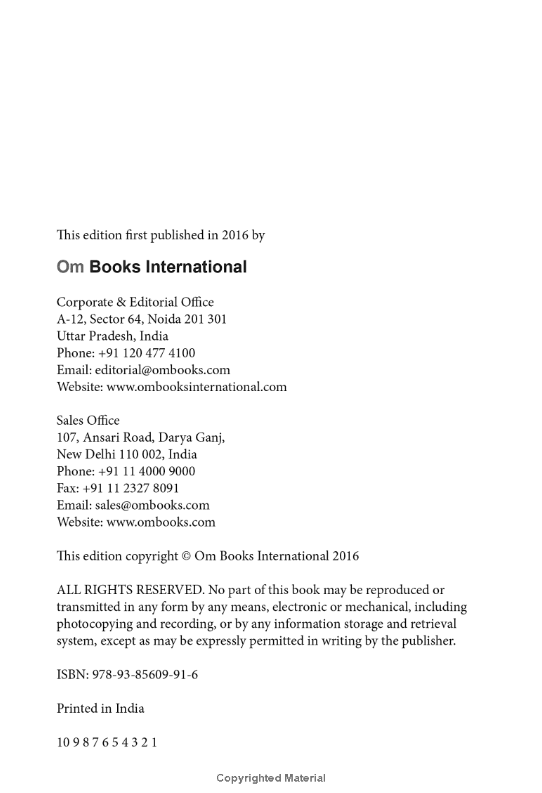 This edition first published in 2016 by
Om Books International
Corporate & Editorial Office
A-12, Sector 64, Noida 201 301
Uttar Pradesh, India
Phone: +91 120 477 4100
Email: editorial@ombooks.com
Website: www.ombooksinternational.com
Sales Office
107, Ansari Road, Darya Ganj,
New Delhi 110 002, India
Phone: +91 11 4000 9000
Fax: +91 11 2327 8091
Email: sales@ombooks.com
Website: www.ombooks.com
This edition copyright © Om Books International 2016
ALL RIGHTS RESERVED. No part of this book may be reproduced or
transmitted in any form by any means, electronic or mechanical, including
photocopying and recording, or by any information storage and retrieval
system, except as may be expressly permitted in writing by the publisher.
ISBN: 978-93-85609-91-6
Printed in India
10 9 8 7 6 5 4 3 2 1
Copyrighted Material